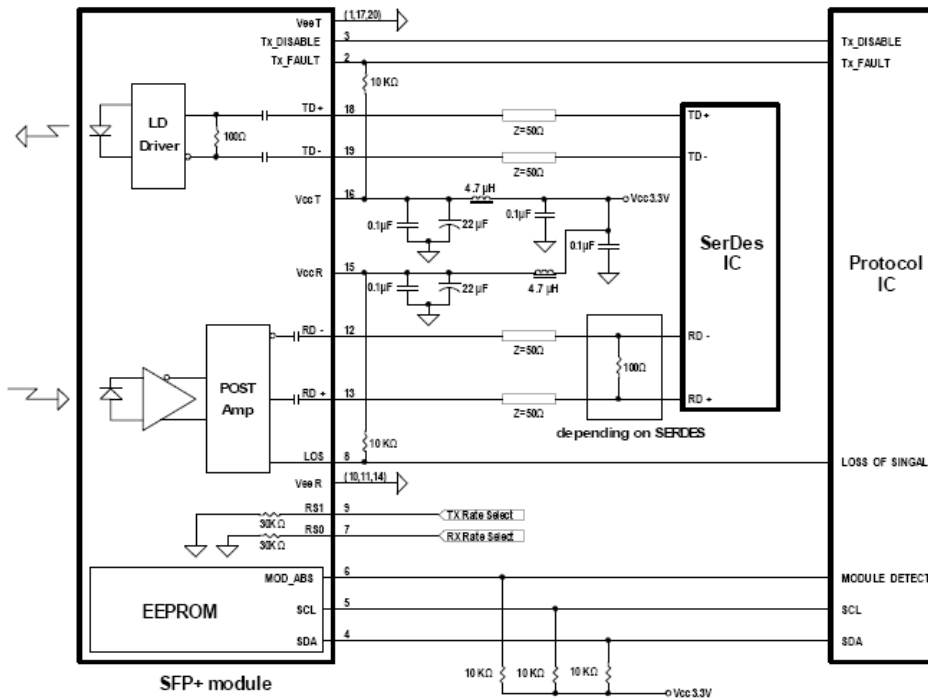 VeeT (1,17,20)
Tx_DISABLE 3 Tx_DISABLE
Tx_FAULT 2 Tx_FAULT
10 KΩ
LD Driver
100Ω
TD+ 18 Z=50Ω TD+
TD- 19 Z=50Ω TD-
VccT 16 4.7 μH Vcc3.3V
0.1μF 22 μF 0.1μF 0.1μF
SerDes IC
Protocol IC
VccR 15 4.7 μH
0.1μF 22 μF
RD - 12 Z=50Ω RD -
100Ω
POST Amp
RD + 13 Z=50Ω RD +
depending on SERDES
10 KΩ
LOS 8 LOSS OF SINGAL
VeeR (10,11,14)
RS1 9 TX Rate Select
30KΩ
RS0 7 RX Rate Select
30KΩ
MOD_ABS 6 MODULE DETECT
EEPROM
SCL 5 SCL
SDA 4 SDA
10 KΩ 10 KΩ 10 KΩ
Vcc3.3V
SFP+ module